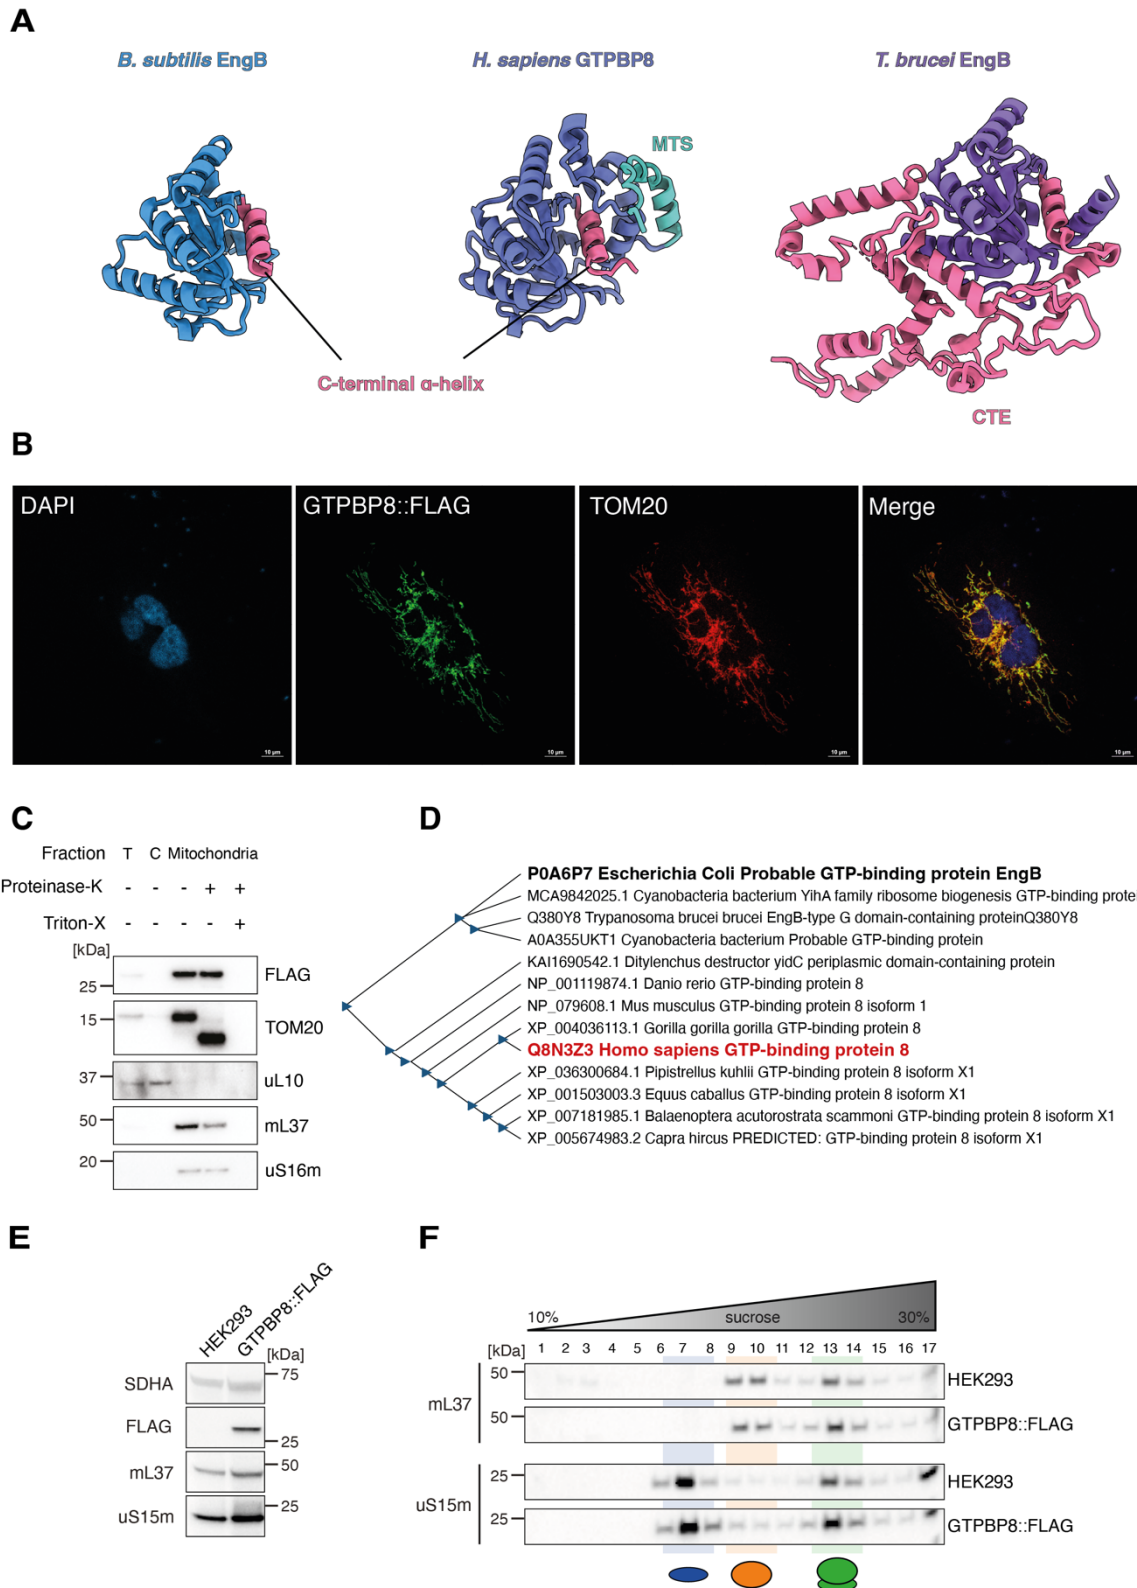 A
B. subtilis EngB
H. sapiens GTPBP8
T. brucei EngB
MTS
C-terminal α-helix
CTE
B
DAPI
GTPBP8::FLAG
TOM20
Merge
10 µm
10 µm
10 µm
10 µm
C
Fraction T C Mitochondria
Proteinase-K - - - + +
Triton-X - - - - +
[kDa]
25 FLAG
15 TOM20
37 uL10
50 mL37
20 uS16m
D
P0A6P7 Escherichia Coli Probable GTP-binding protein EngB
MCA9842025.1 Cyanobacteria bacterium YihA family ribosome biogenesis GTP-binding prote
Q380Y8 Trypanosoma brucei brucei EngB-type G domain-containing proteinQ380Y8
A0A355UKT1 Cyanobacteria bacterium Probable GTP-binding protein
KAI1690542.1 Ditylenchus destructor yidC periplasmic domain-containing protein
NP_001119874.1 Danio rerio GTP-binding protein 8
NP_079608.1 Mus musculus GTP-binding protein 8 isoform 1
XP_004036113.1 Gorilla gorilla gorilla GTP-binding protein 8
Q8N3Z3 Homo sapiens GTP-binding protein 8
XP_036300684.1 Pipistrellus kuhlii GTP-binding protein 8 isoform X1
XP_001503003.3 Equus caballus GTP-binding protein 8 isoform X1
XP_007181985.1 Balaenoptera acutorostrata scammoni GTP-binding protein 8 isoform X1
XP_005674983.2 Capra hircus PREDICTED: GTP-binding protein 8 isoform X1
E
HEK293
GTPBP8::FLAG
[kDa]
SDHA 75
FLAG 25
mL37 50
uS15m 25
F
10% sucrose 30%
[kDa] 1 2 3 4 5 6 7 8 9 10 11 12 13 14 15 16 17
mL37
50 HEK293
50 GTPBP8::FLAG
uS15m
25 HEK293
25 GTPBP8::FLAG